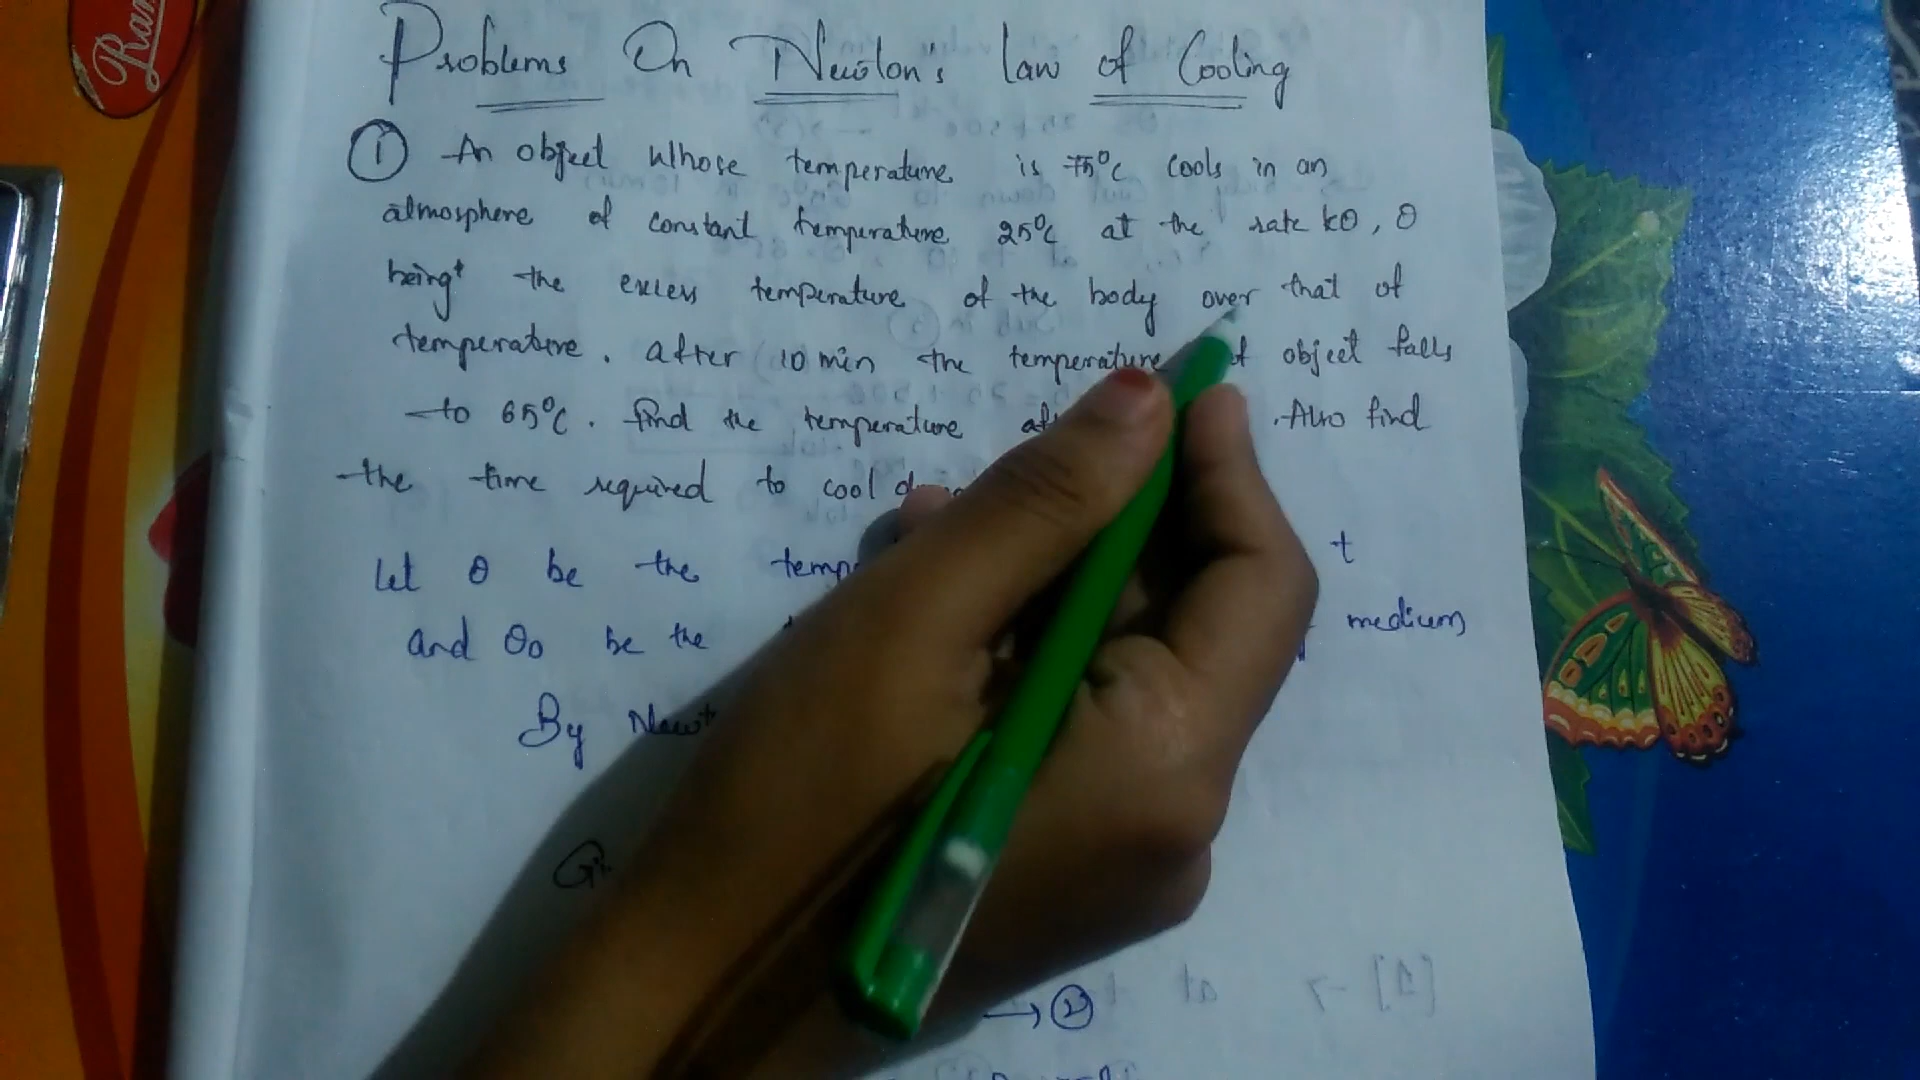 Ram
Problems On Newton's law of Cooling
① An object whose temperature is 75°C cools in an
atmosphere of constant temperature 25°C at the rate kθ, θ
being the excess temperature of the body over that of
temperature. After 10 min the temperature of object falls
to 65°C. Find the temperature Also find
the time required to cool
Let θ be the t
and θ0 be the medium
By
→ ②